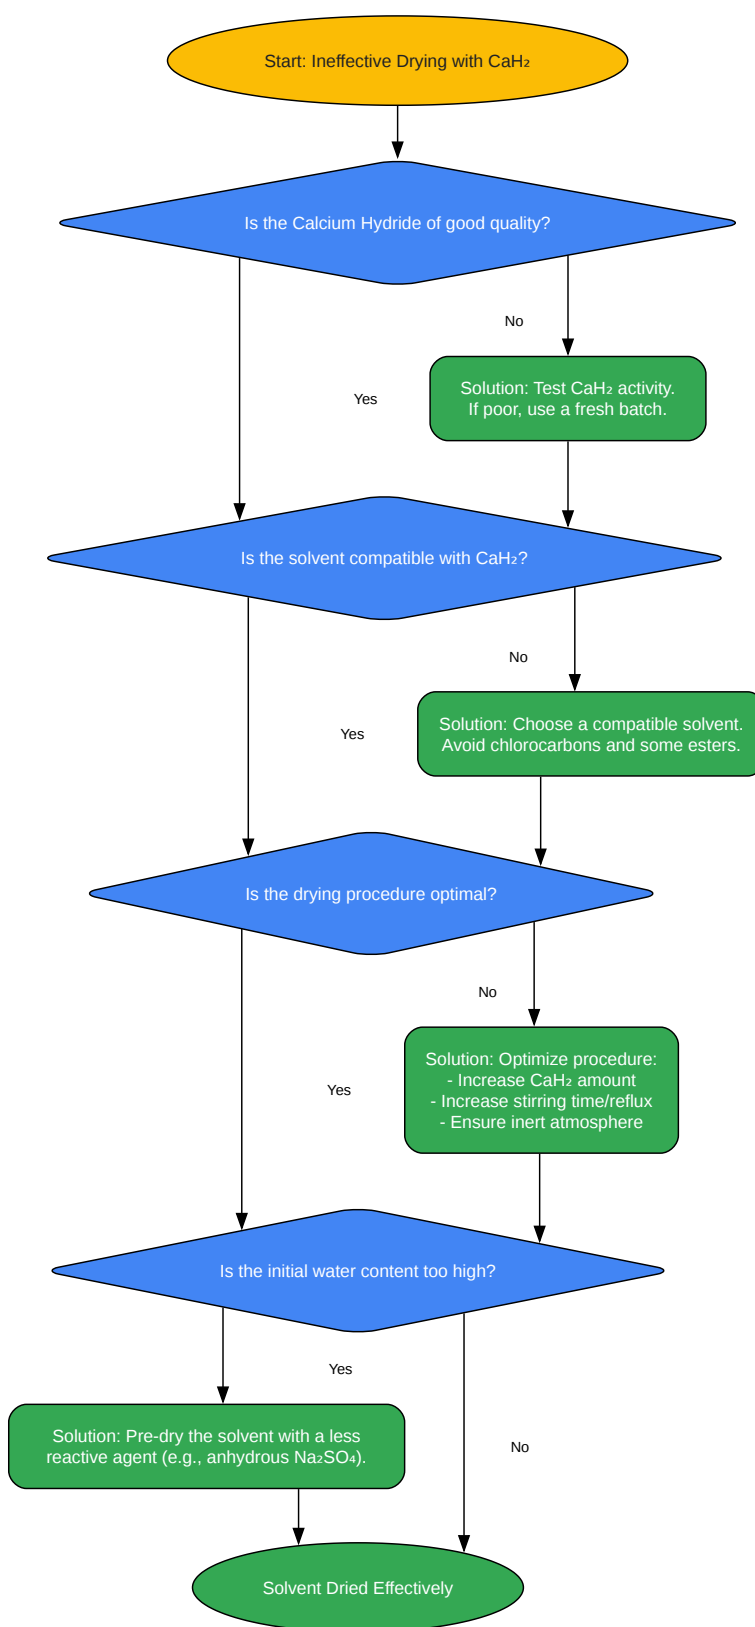 Start: Ineffective Drying with CaH₂
Is the Calcium Hydride of good quality?
No
Solution: Test CaH₂ activity.
If poor, use a fresh batch.
Yes
Is the solvent compatible with CaH₂?
No
Solution: Choose a compatible solvent.
Avoid chlorocarbons and some esters.
Yes
Is the drying procedure optimal?
No
Solution: Optimize procedure:
- Increase CaH₂ amount
- Increase stirring time/reflux
- Ensure inert atmosphere
Yes
Is the initial water content too high?
Yes
Solution: Pre-dry the solvent with a less
reactive agent (e.g., anhydrous Na₂SO₄).
No
Solvent Dried Effectively